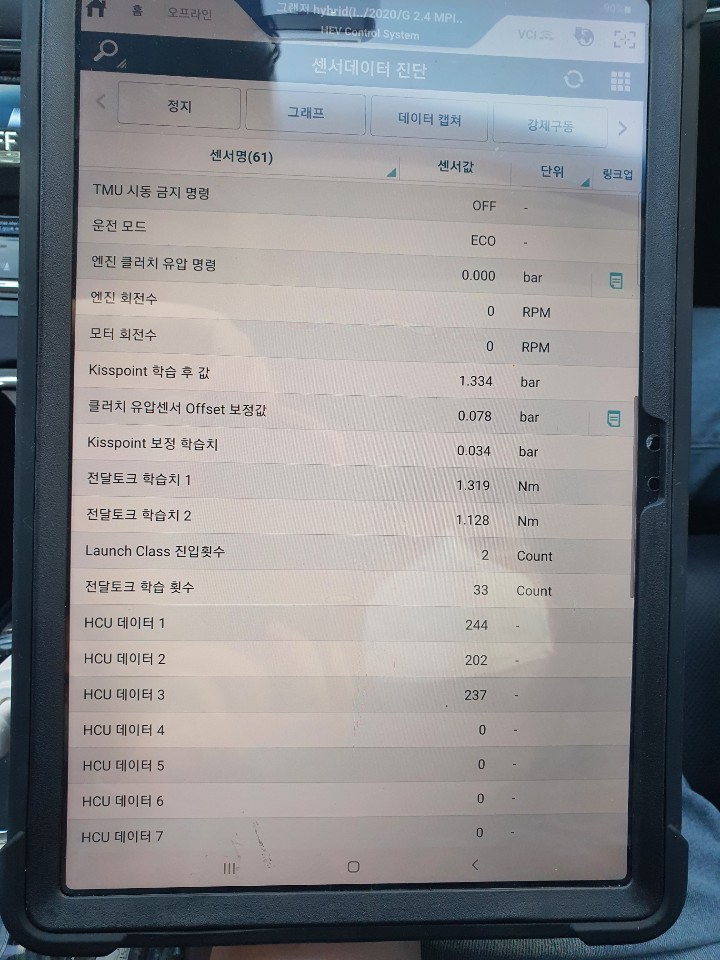 홈 오프라인 그랜저 hybrid(I../2020/G 2.4 MPI.. 90%
HEV Control System VCI
센서데이터 진단
정지 그래프 데이터 캡쳐 강제구동
센서명(61) 센서값 단위 링크업
TMU 시동 금지 명령 OFF -
운전 모드 ECO -
엔진 클러치 유압 명령 0.000 bar
엔진 회전수 0 RPM
모터 회전수 0 RPM
Kisspoint 학습 후 값 1.334 bar
클러치 유압센서 Offset 보정값 0.078 bar
Kisspoint 보정 학습치 0.034 bar
전달토크 학습치 1 1.319 Nm
전달토크 학습치 2 1.128 Nm
Launch Class 진입횟수 2 Count
전달토크 학습 횟수 33 Count
HCU 데이터 1 244 -
HCU 데이터 2 202 -
HCU 데이터 3 237 -
HCU 데이터 4 0 -
HCU 데이터 5 0 -
HCU 데이터 6 0 -
HCU 데이터 7 0 -